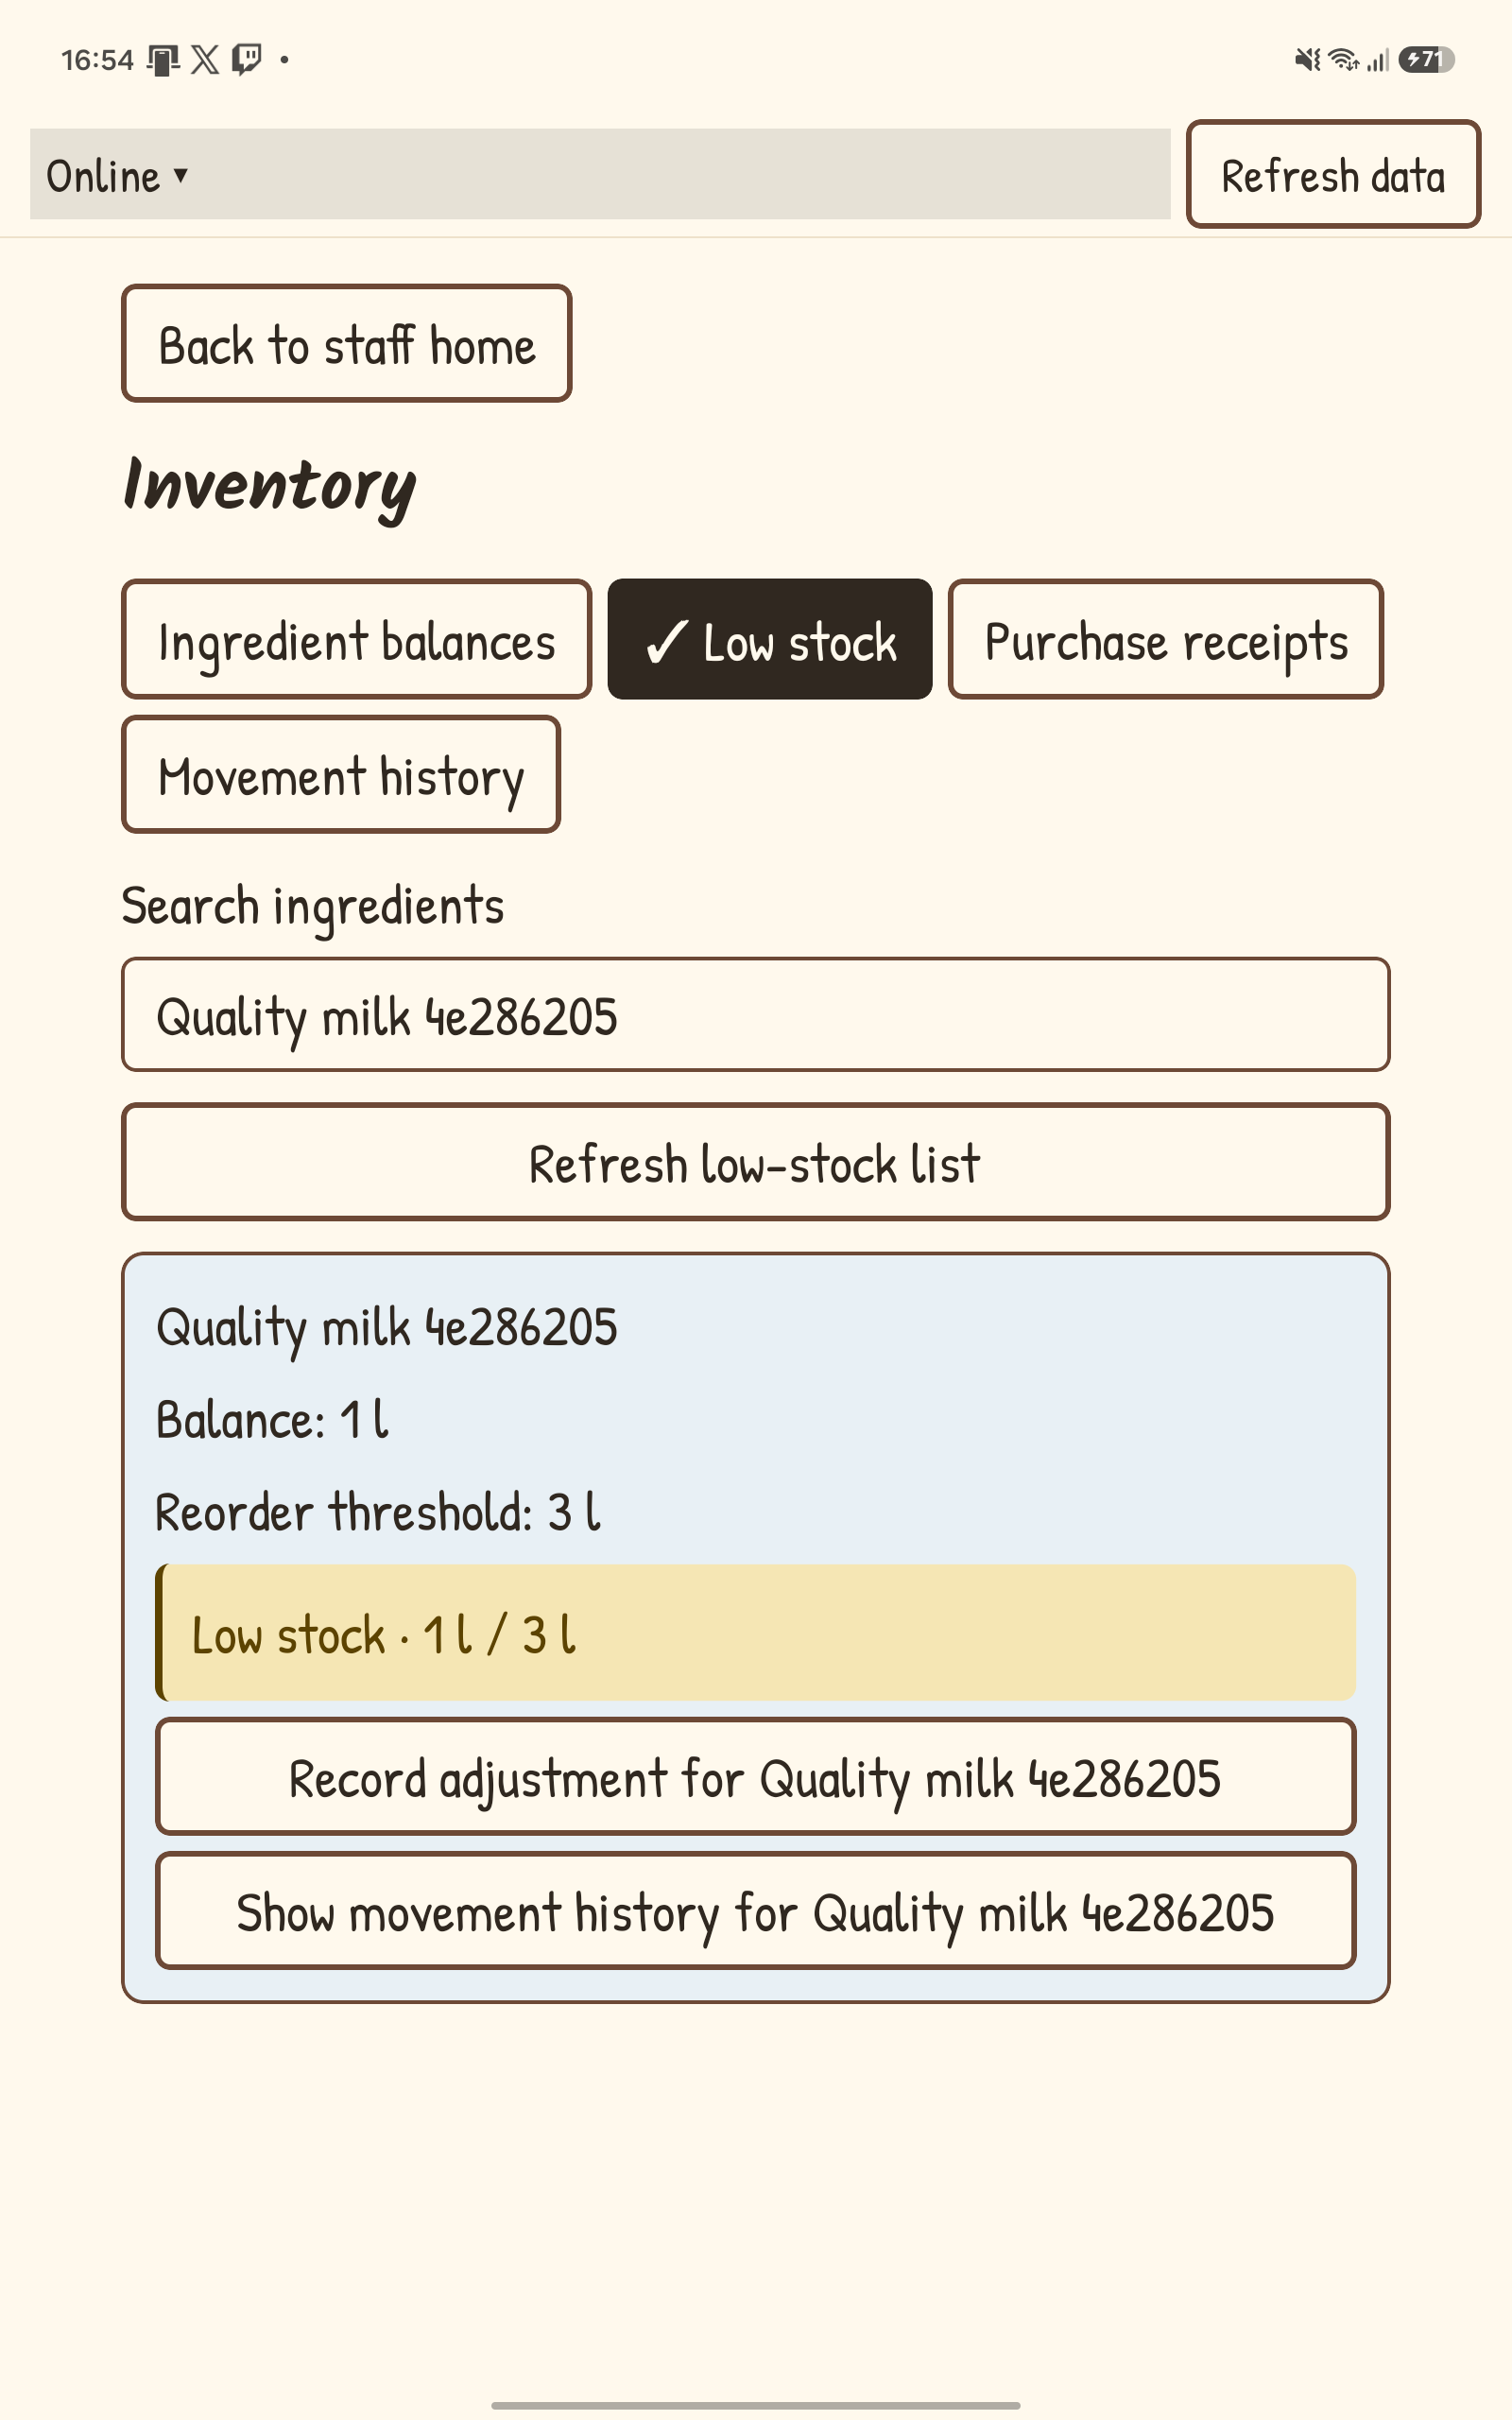 16:54
71
Online ▾
Refresh data
Back to staff home
Inventory
Ingredient balances
✓ Low stock
Purchase receipts
Movement history
Search ingredients
Quality milk 4e286205
Refresh low-stock list
Quality milk 4e286205
Balance: 1 l
Reorder threshold: 3 l
Low stock · 1 l / 3 l
Record adjustment for Quality milk 4e286205
Show movement history for Quality milk 4e286205